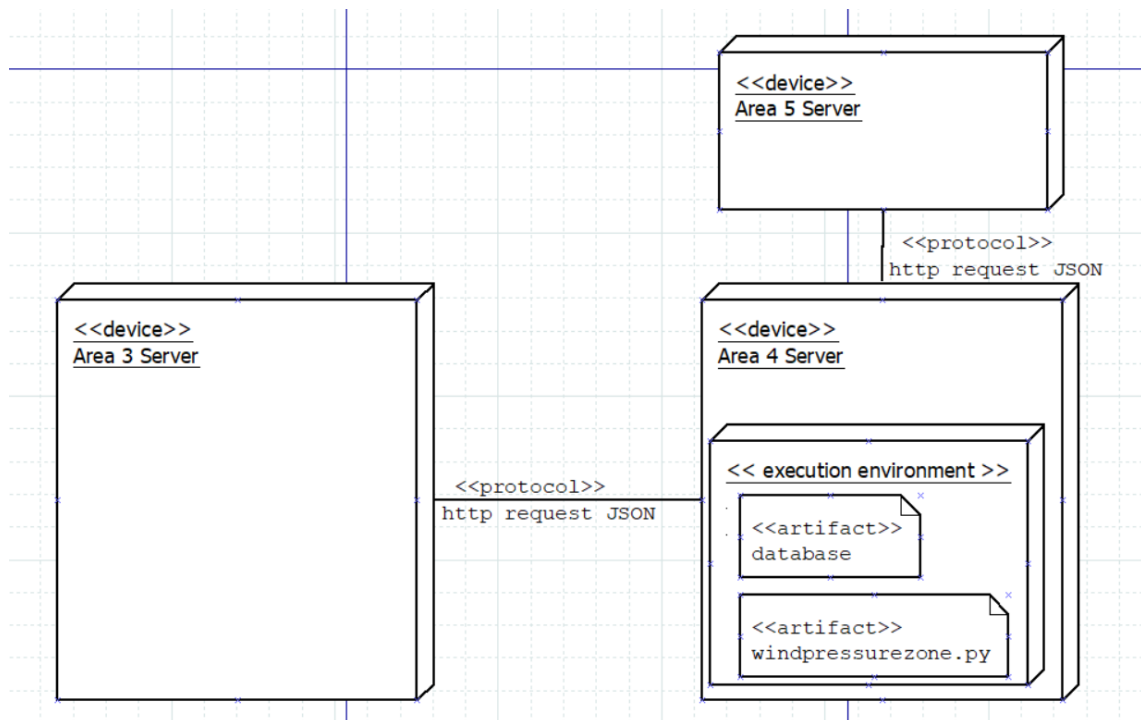 <<device>>
Area 5 Server
<<protocol>>
http request JSON
<<device>>
Area 3 Server
<<protocol>>
http request JSON
<<device>>
Area 4 Server
<< execution environment >>
<<artifact>>
database
<<artifact>>
windpressurezone.py